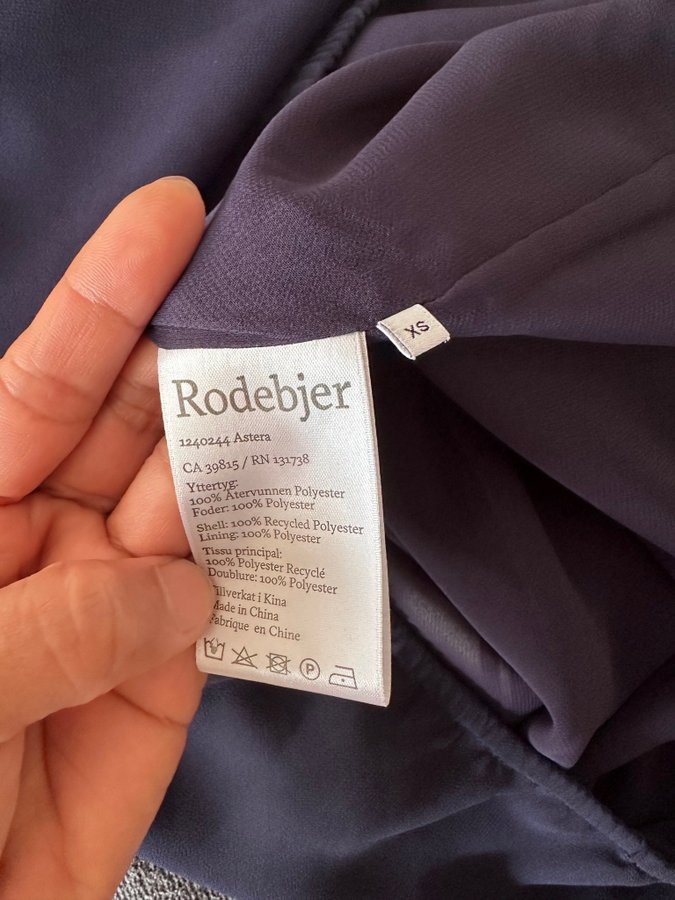 XS
Rodebjer
1240244 Astera
CA 39815 / RN 131738
Yttertyg:
100% Återvunnen Polyester
Foder: 100% Polyester
Shell: 100% Recycled Polyester
Lining: 100% Polyester
Tissu principal:
100% Polyester Recyclé
Doublure: 100% Polyester
Tillverkat i Kina
Made in China
Fabrique en Chine
P